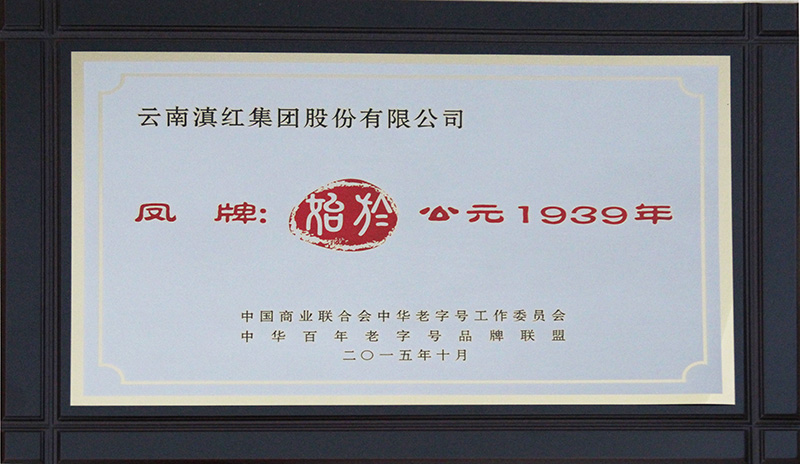 云南滇红集团股份有限公司
凤牌:始於公元1939年
中国商业联合会中华老字号工作委员会
中华百年老字号品牌联盟
二〇一五年十月